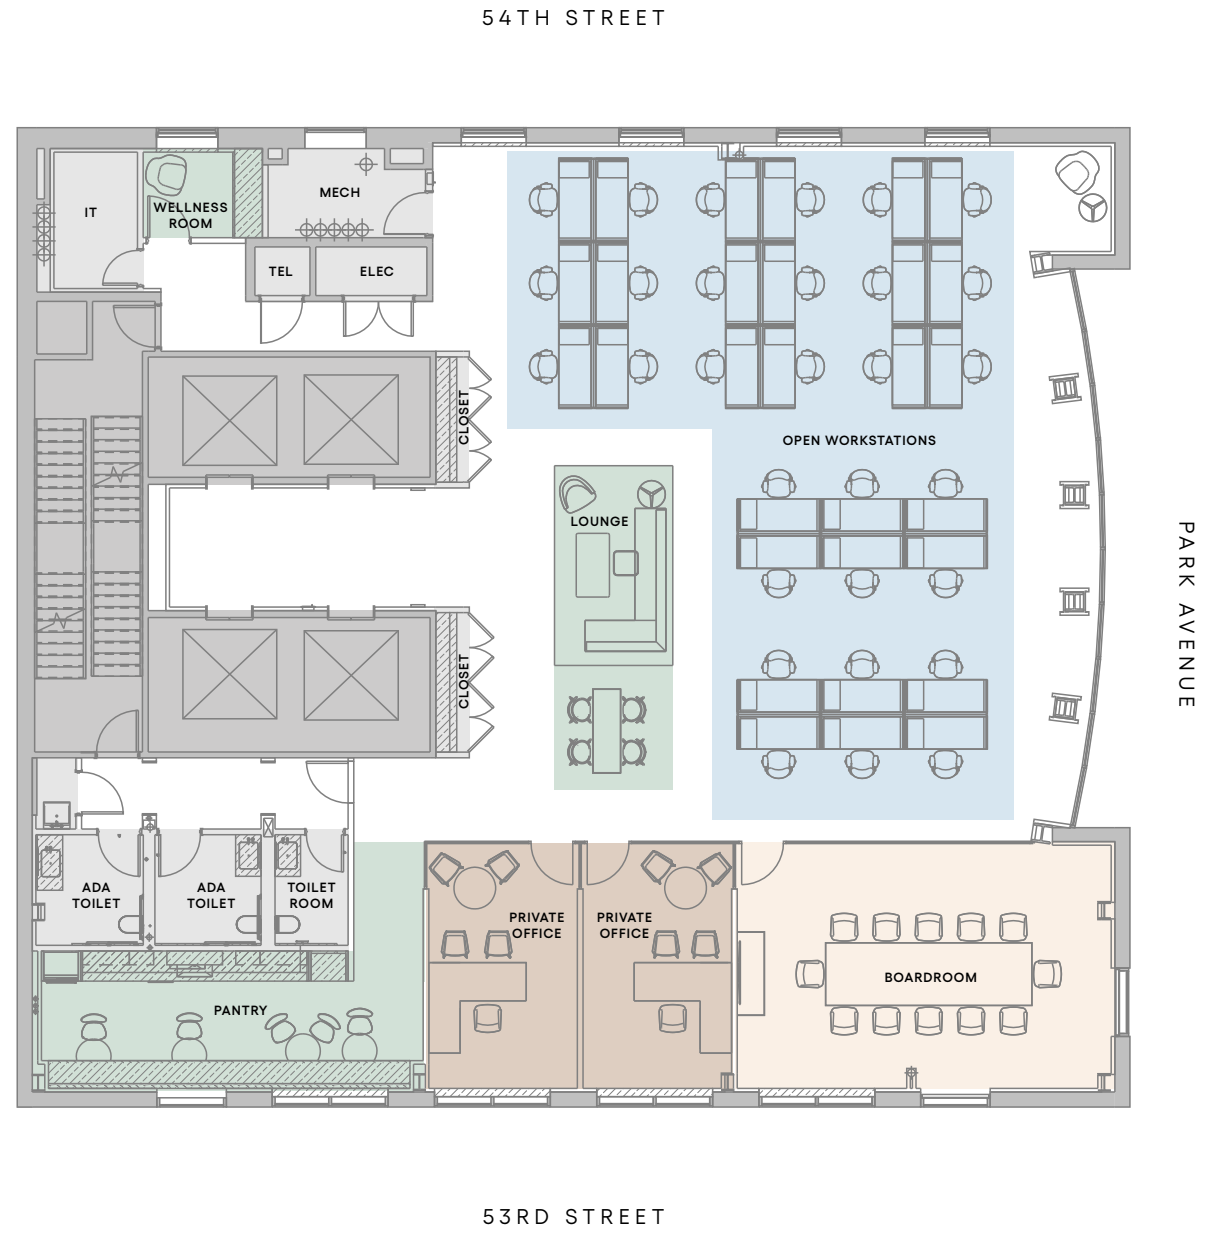 54TH STREET
IT
WELLNESS
ROOM
MECH
TEL
ELEC
CLOSET
OPEN WORKSTATIONS
LOUNGE
PARK AVENUE
CLOSET
ADA
TOILET
ADA
TOILET
TOILET
ROOM
PRIVATE
OFFICE
PRIVATE
OFFICE
BOARDROOM
PANTRY
53RD STREET